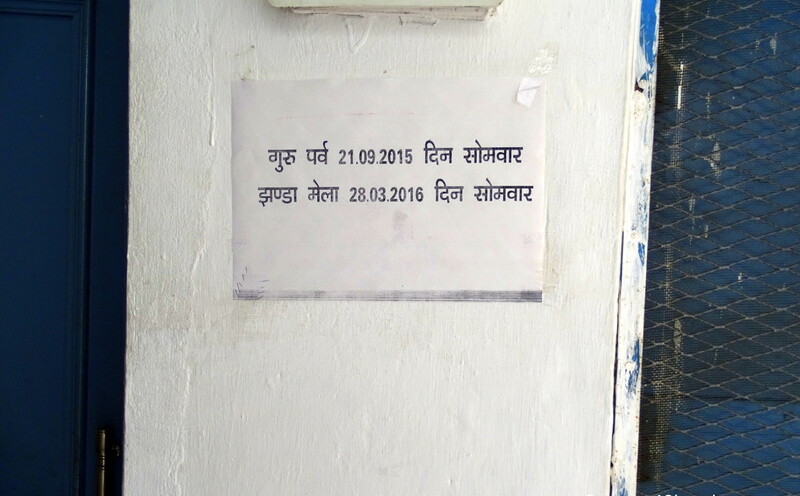 गुरु पर्व 21.09.2015 दिन सोमवार
झण्डा मेला 28.03.2016 दिन सोमवार